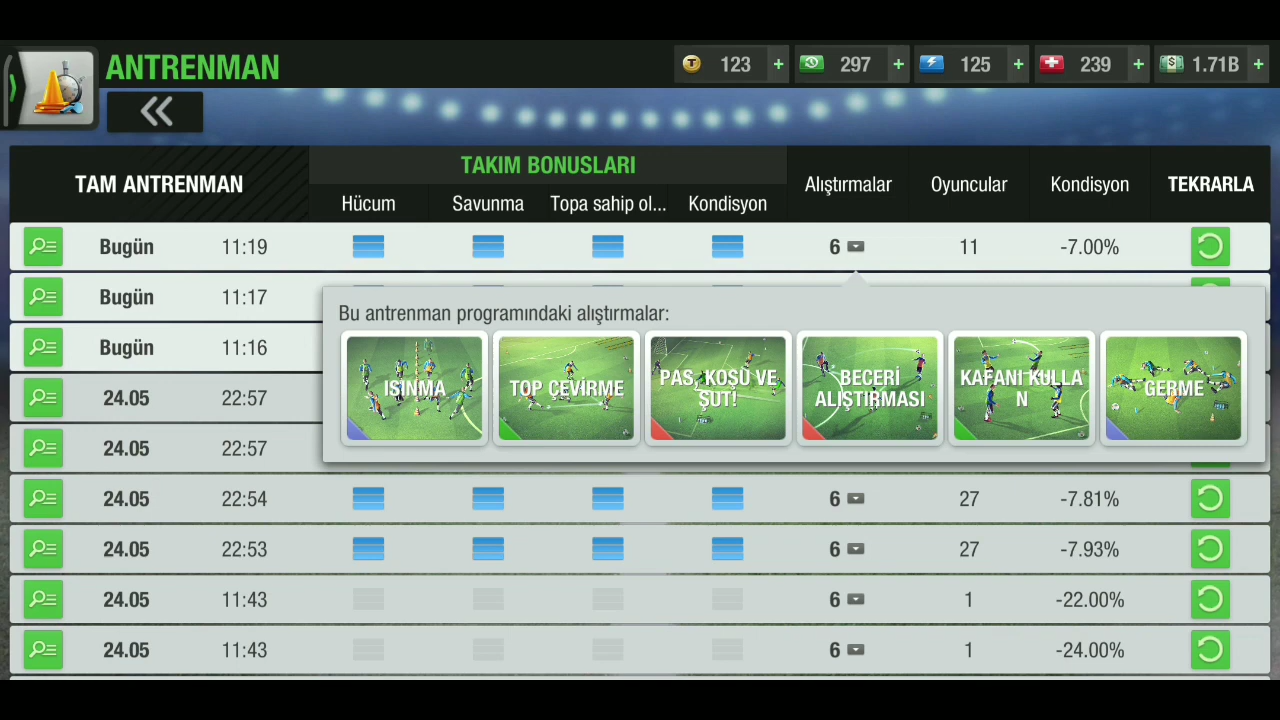 ANTRENMAN
123 + 297 + 125 + 239 + 1.71B +
TAM ANTRENMAN
TAKIM BONUSLARI
Hücum Savunma Topa sahip ol... Kondisyon
Alıştırmalar Oyuncular Kondisyon TEKRARLA
Bugün 11:19 6 11 -7.00%
Bugün 11:17
Bu antrenman programındaki alıştırmalar:
Bugün 11:16
ISINMA
TOP ÇEVİRME
PAS, KOŞU VE
ŞUT!
BECERİ
ALIŞTIRMASI
KAFANI KULLA
N
GERME
24.05 22:57
24.05 22:57
24.05 22:54 6 27 -7.81%
24.05 22:53 6 27 -7.93%
24.05 11:43 6 1 -22.00%
24.05 11:43 6 1 -24.00%